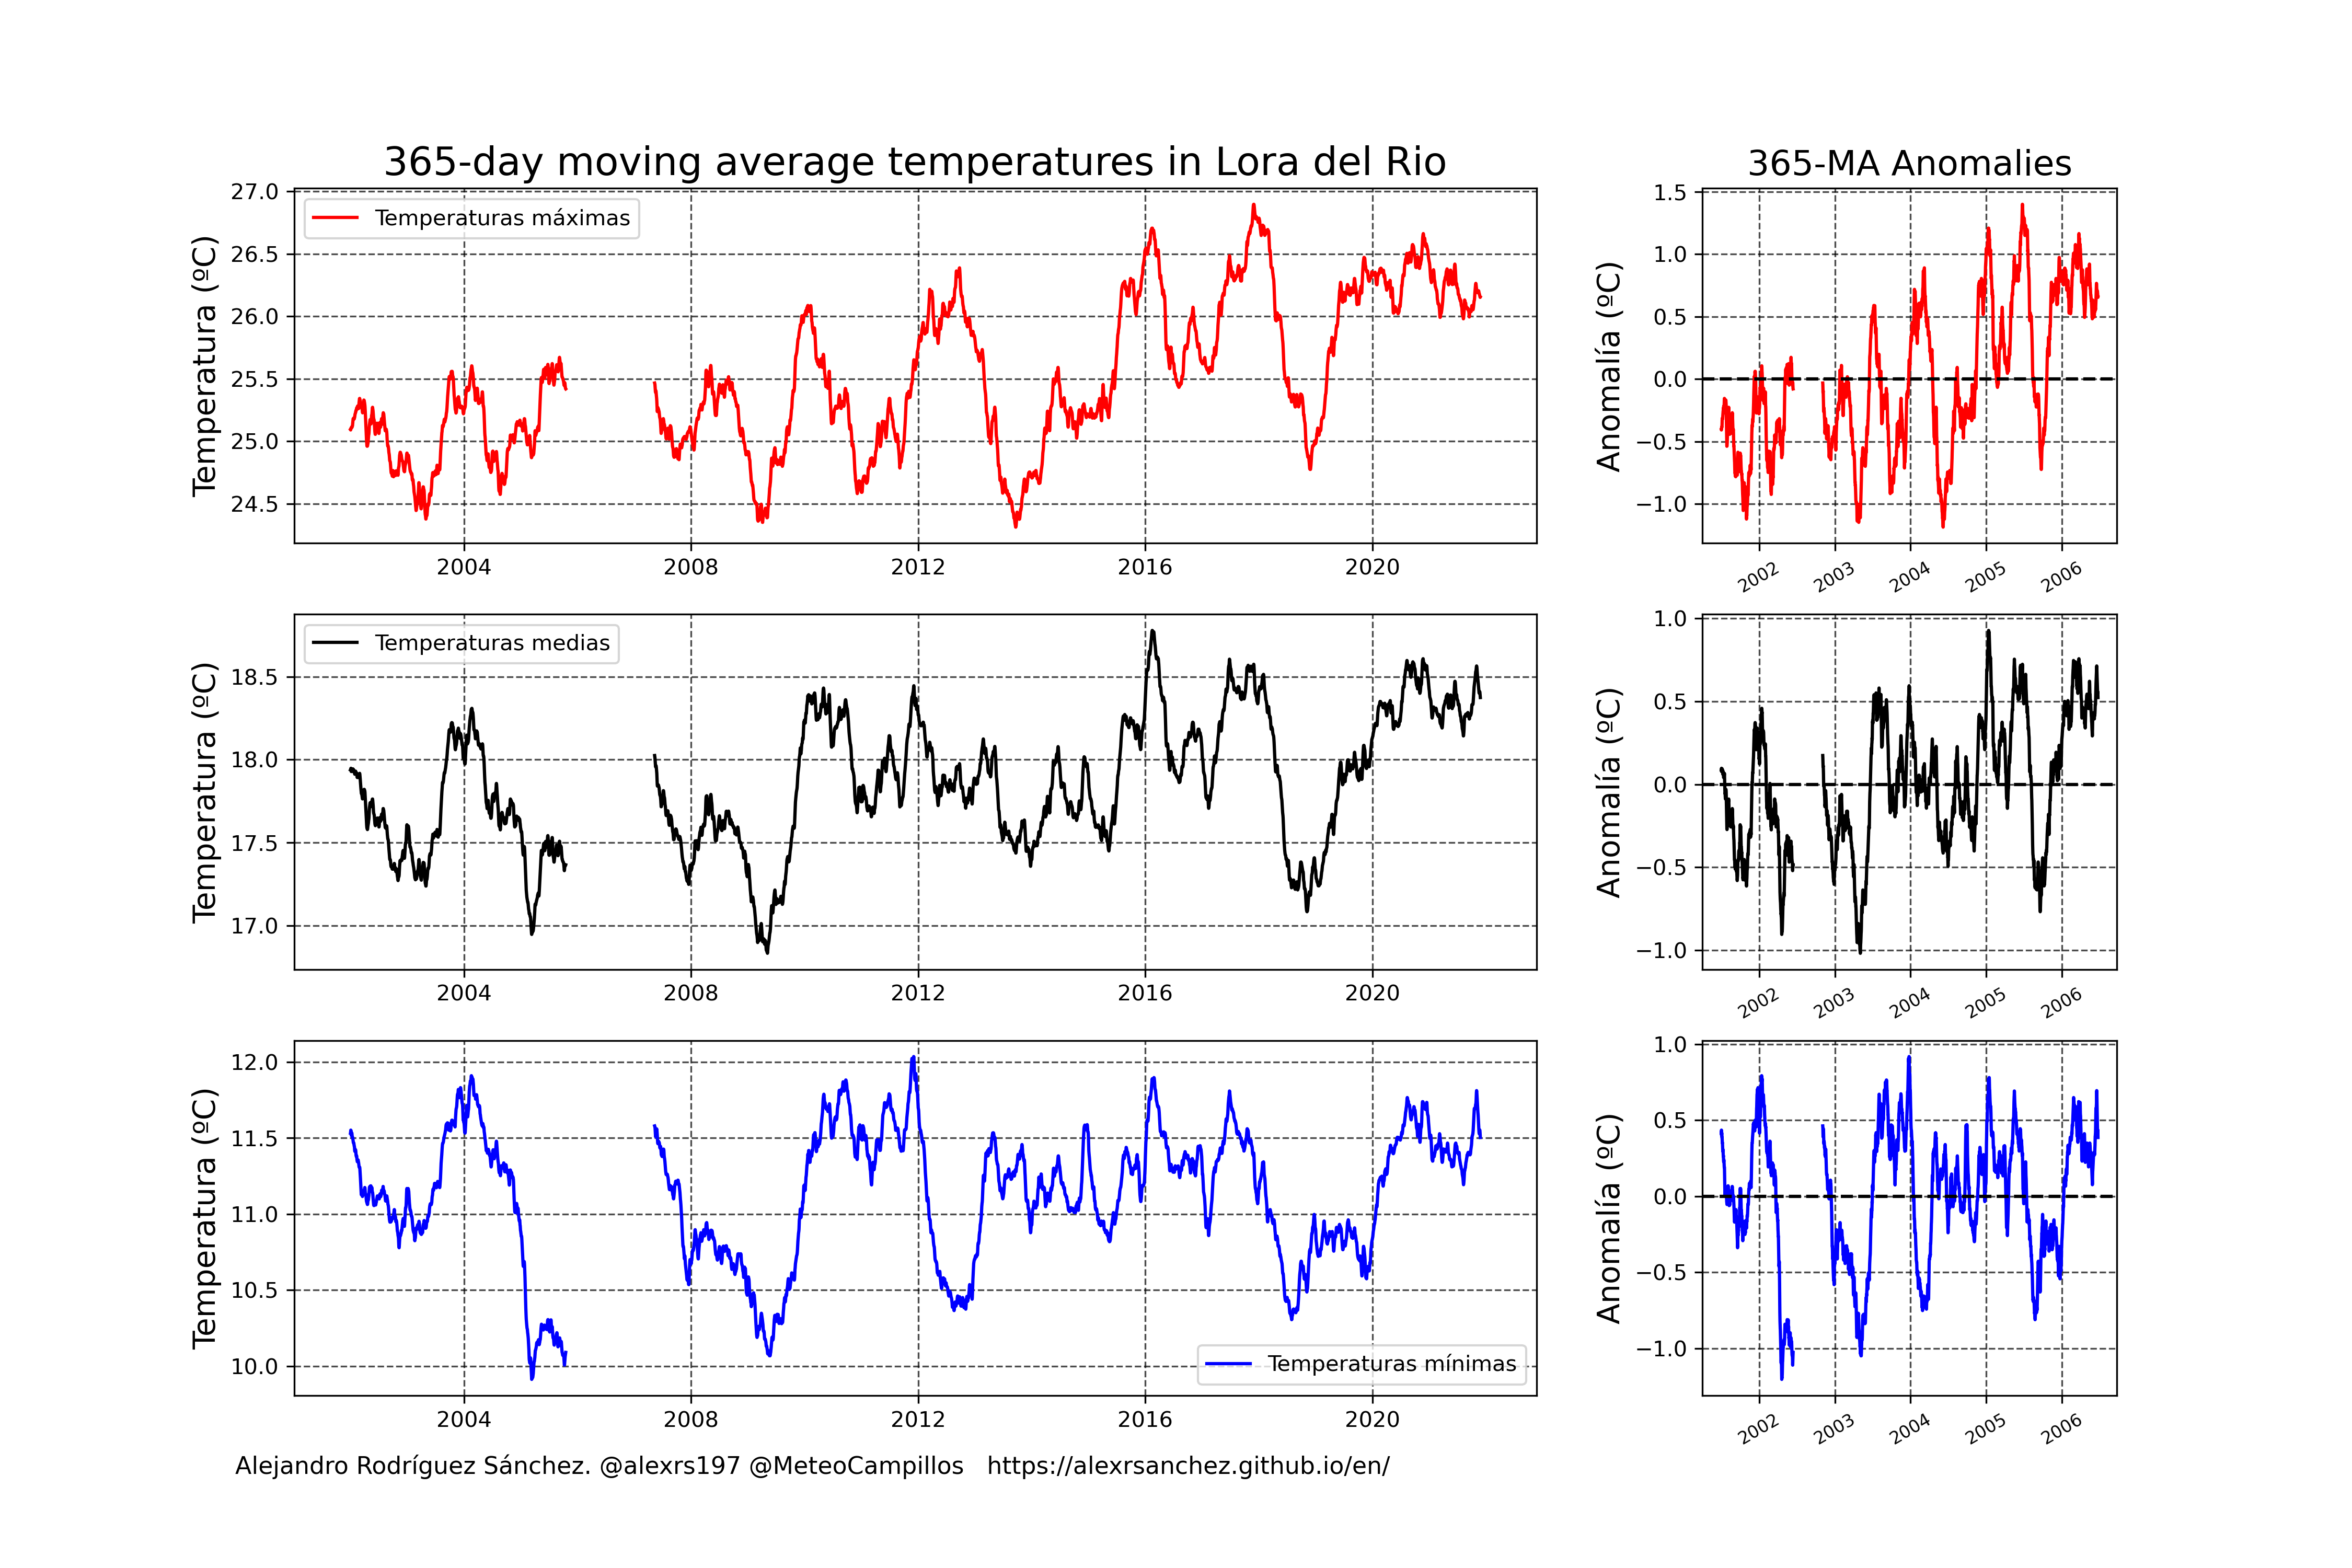 365-day moving average temperatures in Lora del Rio
365-MA Anomalies
Temperatura (ºC)
27.0
26.5
26.0
25.5
25.0
24.5
Temperaturas máximas
2004 2008 2012 2016 2020
Anomalía (ºC)
1.5
1.0
0.5
0.0
−0.5
−1.0
2002 2003 2004 2005 2006
Temperatura (ºC)
18.5
18.0
17.5
17.0
Temperaturas medias
2004 2008 2012 2016 2020
Anomalía (ºC)
1.0
0.5
0.0
−0.5
−1.0
2002 2003 2004 2005 2006
Temperatura (ºC)
12.0
11.5
11.0
10.5
10.0
Temperaturas mínimas
2004 2008 2012 2016 2020
Anomalía (ºC)
1.0
0.5
0.0
−0.5
−1.0
2002 2003 2004 2005 2006
Alejandro Rodríguez Sánchez. @alexrs197 @MeteoCampillos https://alexrsanchez.github.io/en/